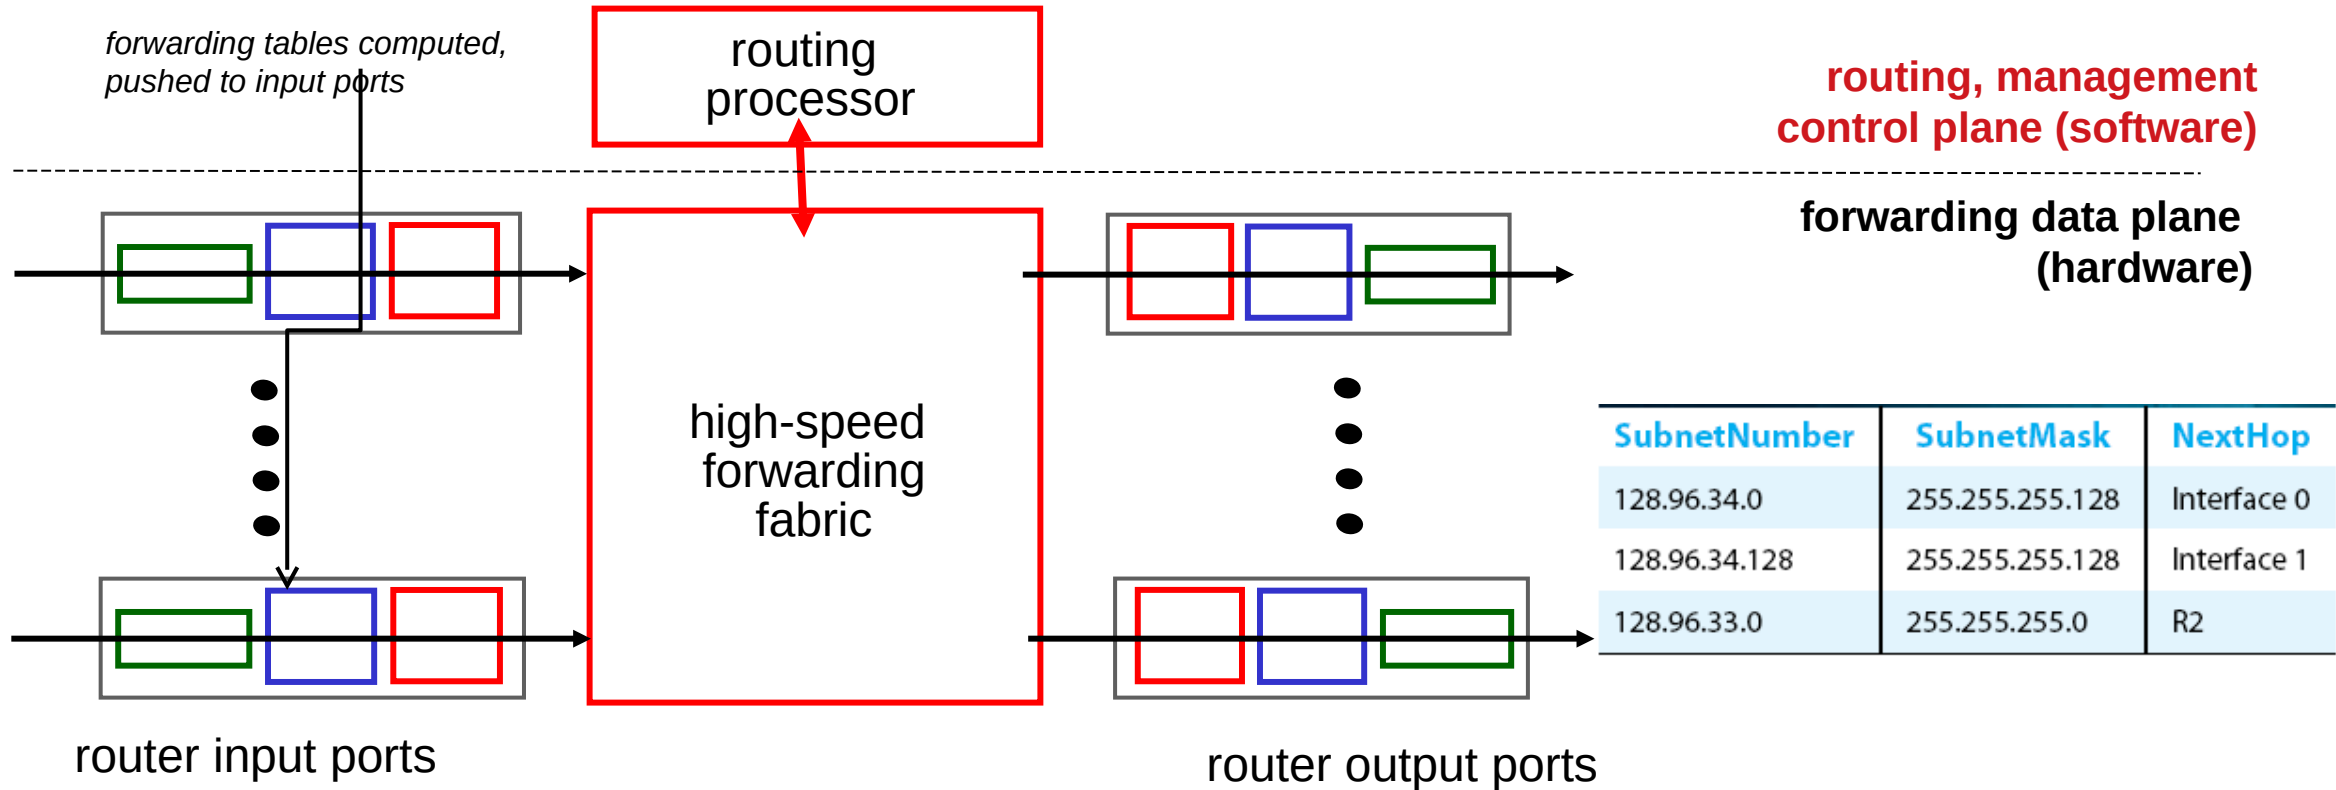 forwarding tables computed,
pushed to input ports
routing
processor
routing, management
control plane (software)
forwarding data plane
(hardware)
high-speed
forwarding
fabric
SubnetNumber SubnetMask NextHop
128.96.34.0 255.255.255.128 Interface 0
128.96.34.128 255.255.255.128 Interface 1
128.96.33.0 255.255.255.0 R2
router input ports
router output ports